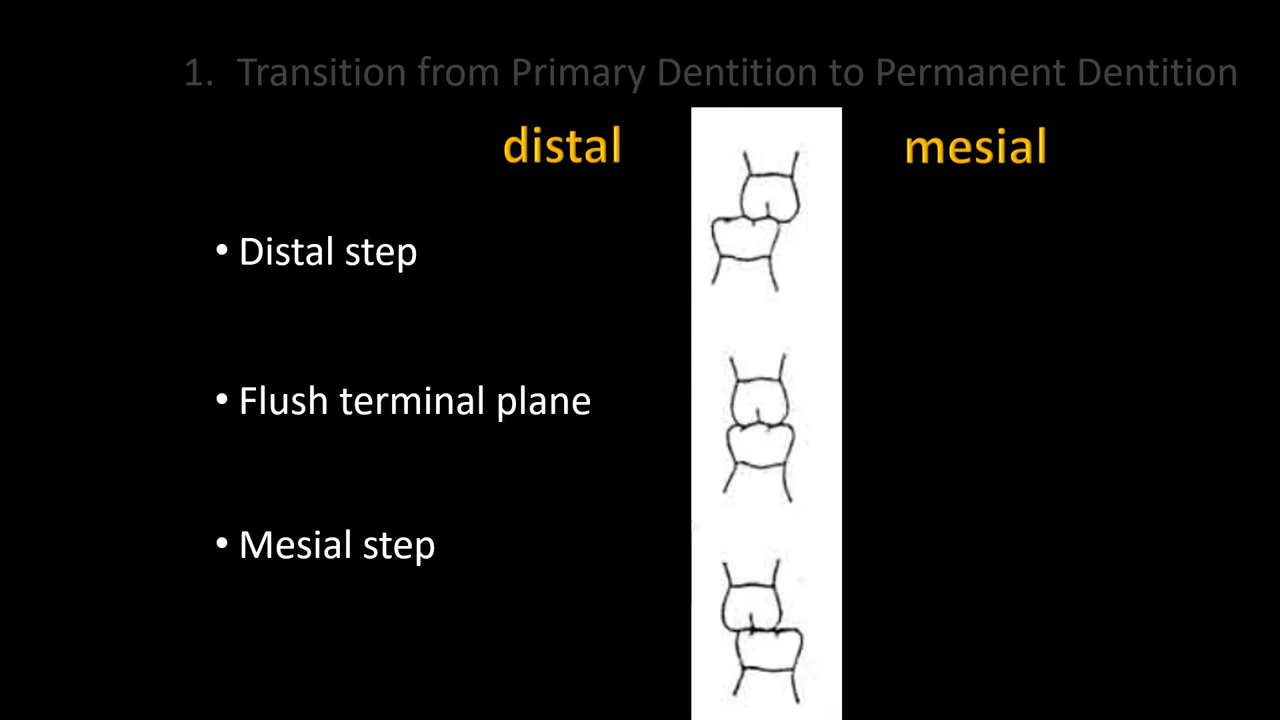 1. Transition from Primary Dentition to Permanent Dentition
distal mesial
• Distal step
• Flush terminal plane
• Mesial step